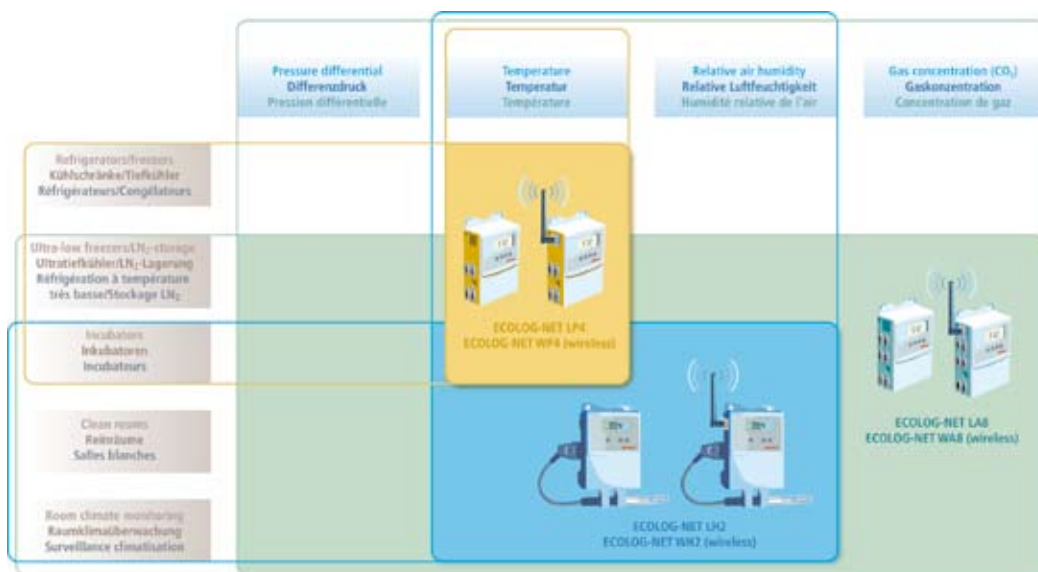 Pressure differential
Differenzdruck
Pression différentielle
Temperature
Temperatur
Température
Relative air humidity
Relative Luftfeuchtigkeit
Humidité relative de l'air
Gas concentration (CO₂)
Gaskonzentration
Concentration de gaz
Refrigerators/freezers
Kühlschränke/Tiefkühler
Réfrigérateurs/Congélateurs
Ultra-low freezers/LN₂-storage
Ultratiefkühler/LN₂-Lagerung
Réfrigération à température
très basse/Stockage LN₂
Incubators
Inkubatoren
Incubateurs
Clean rooms
Reinräume
Salles blanches
Room climate monitoring
Raumklimaüberwachung
Surveillance climatisation
ECOLOG-NET LP4
ECOLOG-NET WP4 (wireless)
ECOLOG-NET LH2
ECOLOG-NET WH2 (wireless)
ECOLOG-NET LA8
ECOLOG-NET WA8 (wireless)